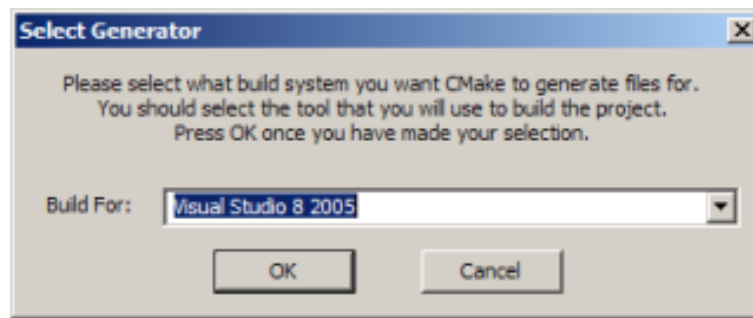 Select Generator
Please select what build system you want CMake to generate files for.
You should select the tool that you will use to build the project.
Press OK once you have made your selection.
Build For: Visual Studio 8 2005
OK Cancel